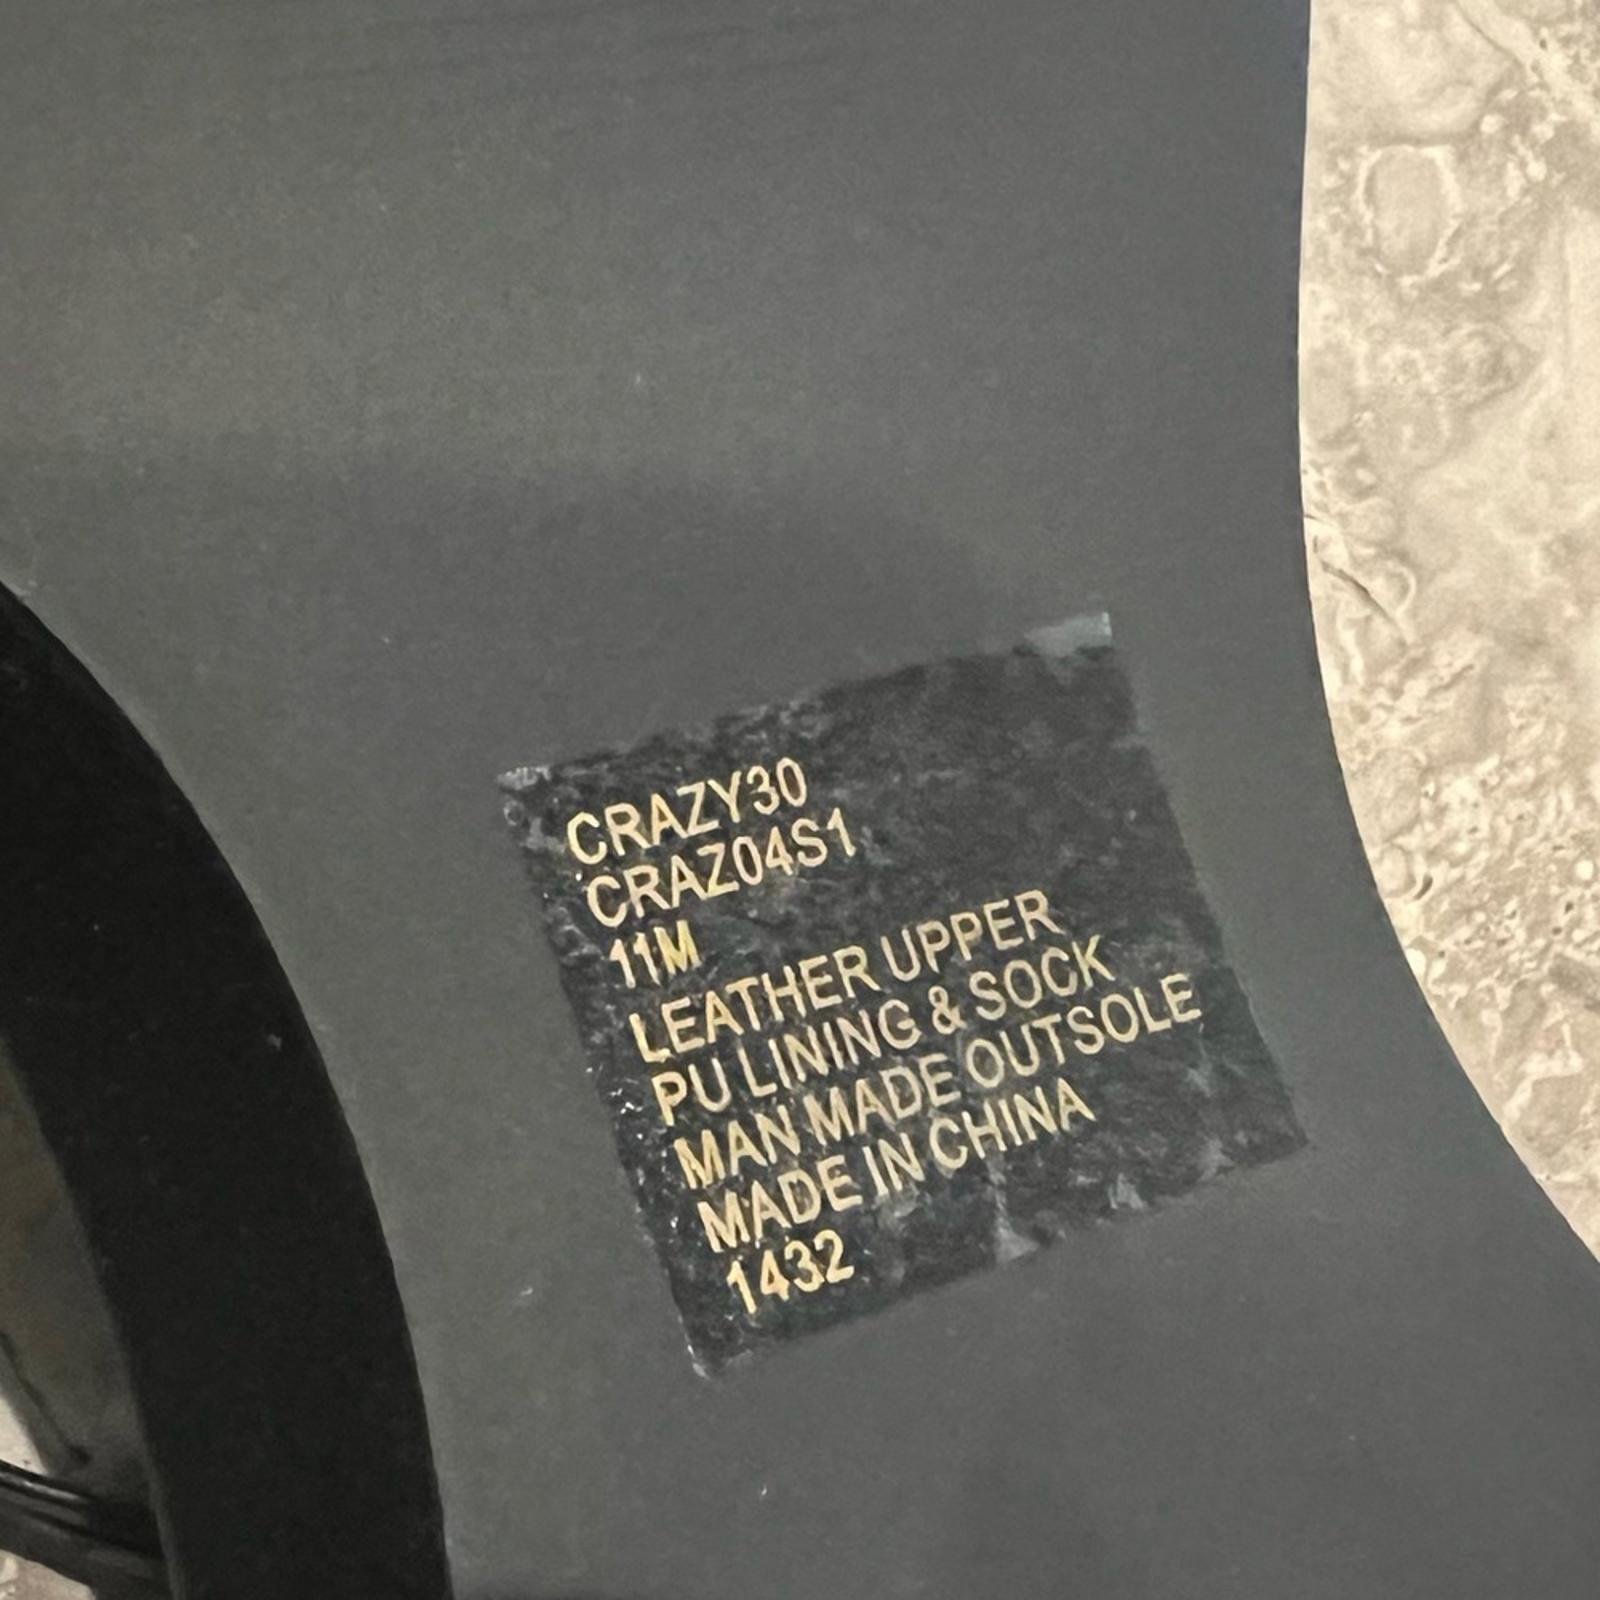 CRAZY30
CRAZ04S1
11M
LEATHER UPPER
PU LINING & SOCK
MAN MADE OUTSOLE
MADE IN CHINA
1432